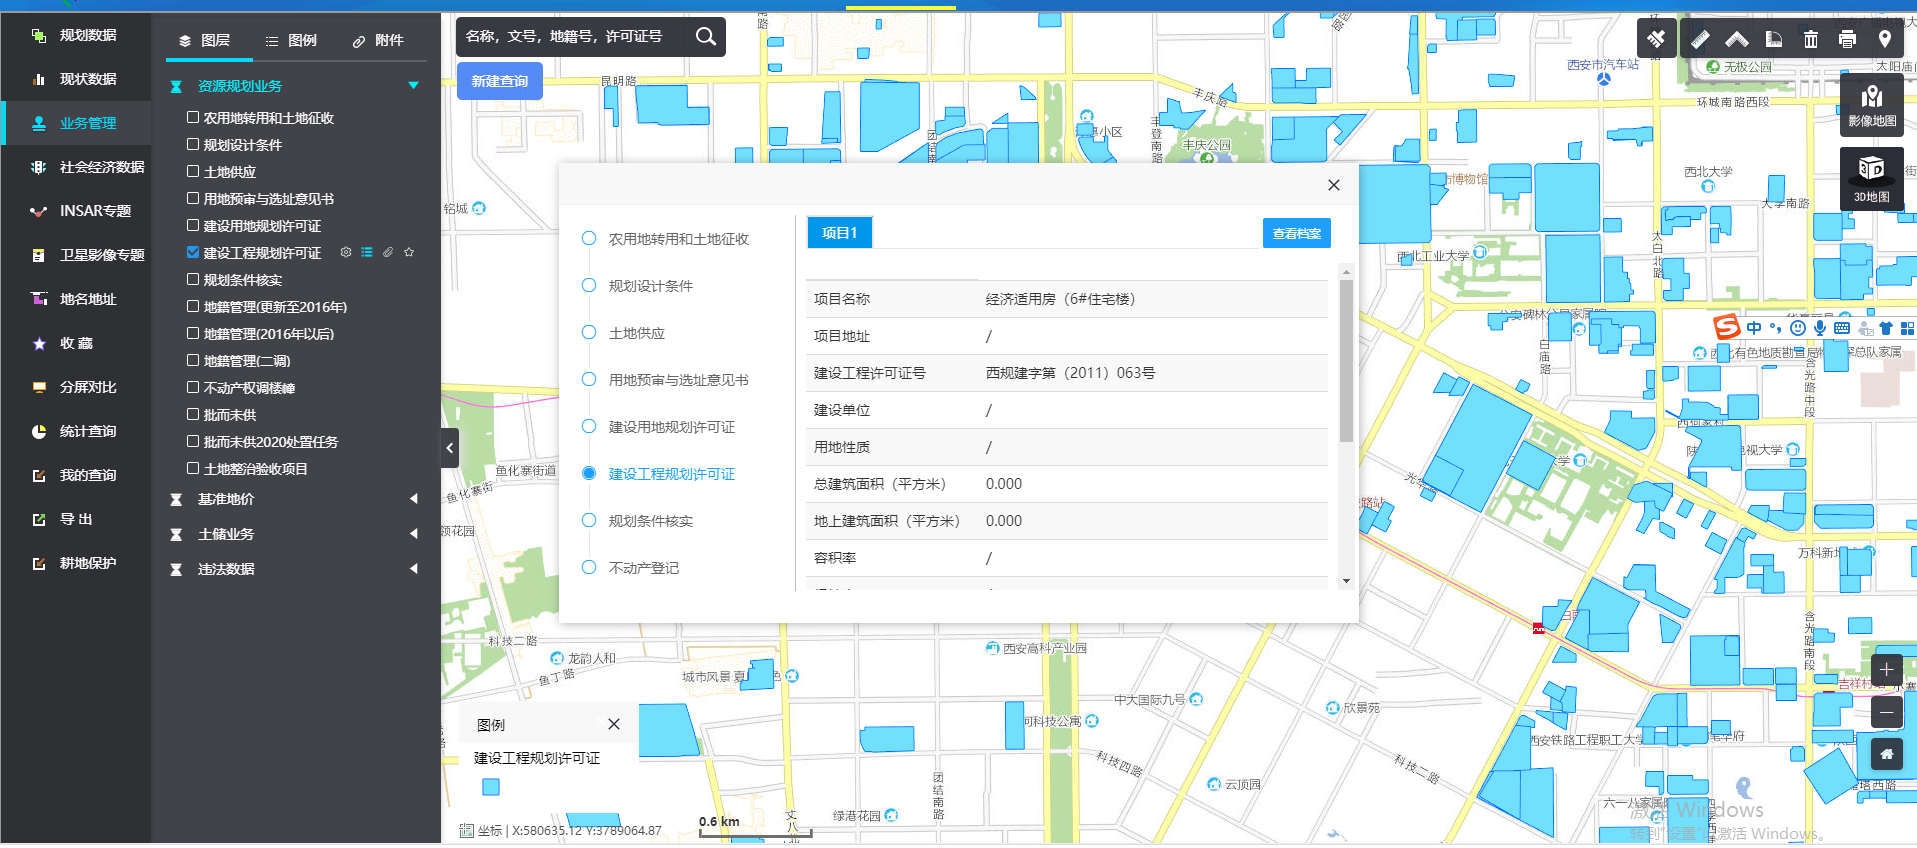 规划数据
现状数据
业务管理
社会经济数据
INSAR专题
卫星影像专题
地名地址
收 藏
分屏对比
统计查询
我的查询
导 出
耕地保护
图层
图例
附件
资源规划业务
农用地转用和土地征收
规划设计条件
土地供应
用地预审与选址意见书
建设用地规划许可证
建设工程规划许可证
规划条件核实
地籍管理(更新至2016年)
地籍管理(2016年以后)
地籍管理(二调)
不动产权调楼幢
批而未供
批而未供2020处置任务
土地整治验收项目
基准地价
土储业务
违法数据
名称，文号，地籍号，许可证号
新建查询
昆明路
丰庆路
丰庆公园
丰登南路
西安市汽车站
无极公园
环城南路西段
影像地图
3D地图
西北大学
太白北路
西北工业大学
铭城
农用地转用和土地征收
规划设计条件
土地供应
用地预审与选址意见书
建设用地规划许可证
建设工程规划许可证
规划条件核实
不动产登记
项目1
查看档案
项目名称 经济适用房（6#住宅楼）
项目地址 /
建设工程许可证号 西规建字第（2011）063号
建设单位 /
用地性质 /
总建筑面积（平方米） 0.000
地上建筑面积（平方米） 0.000
容积率 /
中
白庙路
含光路中段
鱼化寨街道
鱼化寨街
领花园
科技二路
龙韵人和
鱼丁路
城市风景
西安高科产业园
中大国际九号
欣景苑
科技四路
科技二路
云顶园
团结南路
绿港花园
含光路南段
西安铁路工程职工大学
图例
建设工程规划许可证
坐标 | X:580635.12 Y:3789064.87
0.6 km
激活 Windows
转到"设置"以激活 Windows。